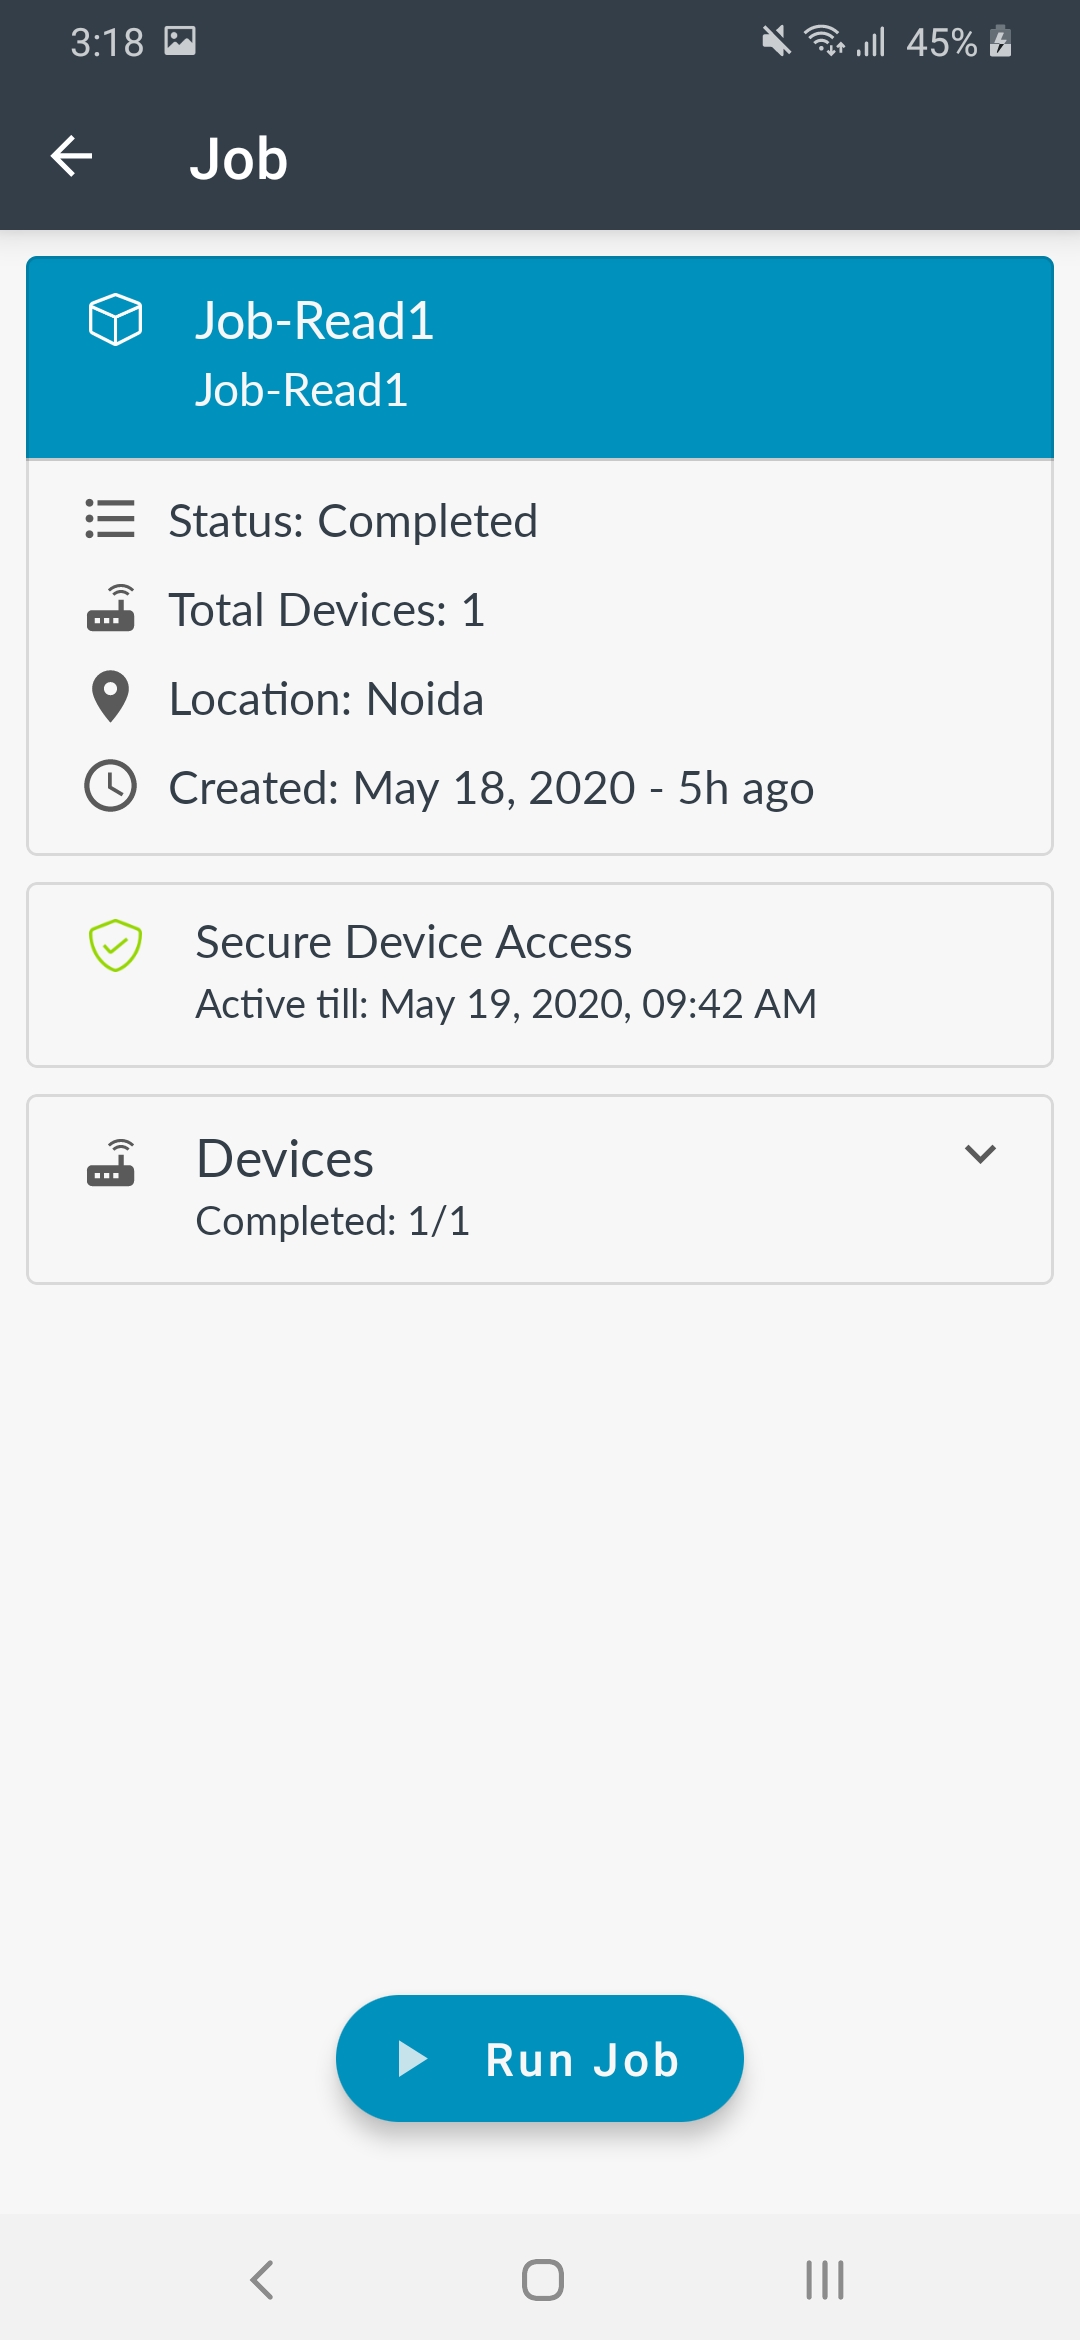 3:18
45%
Job
Job-Read1
Job-Read1
Status: Completed
Total Devices: 1
Location: Noida
Created: May 18, 2020 - 5h ago
Secure Device Access
Active till: May 19, 2020, 09:42 AM
Devices
Completed: 1/1
Run Job